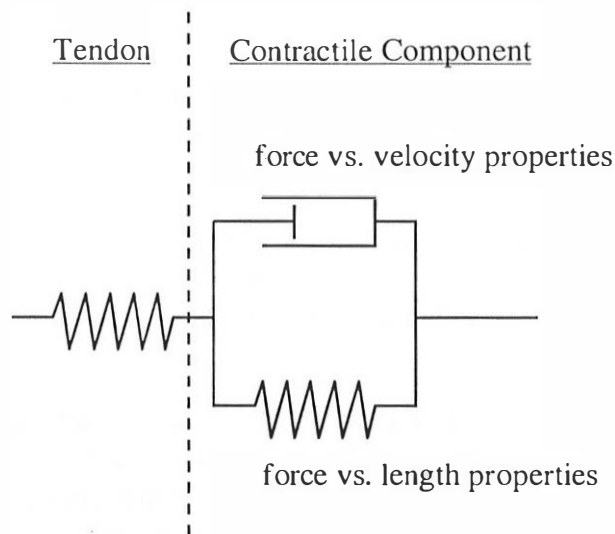 Tendon
Contractile Component
force vs. velocity properties
force vs. length properties